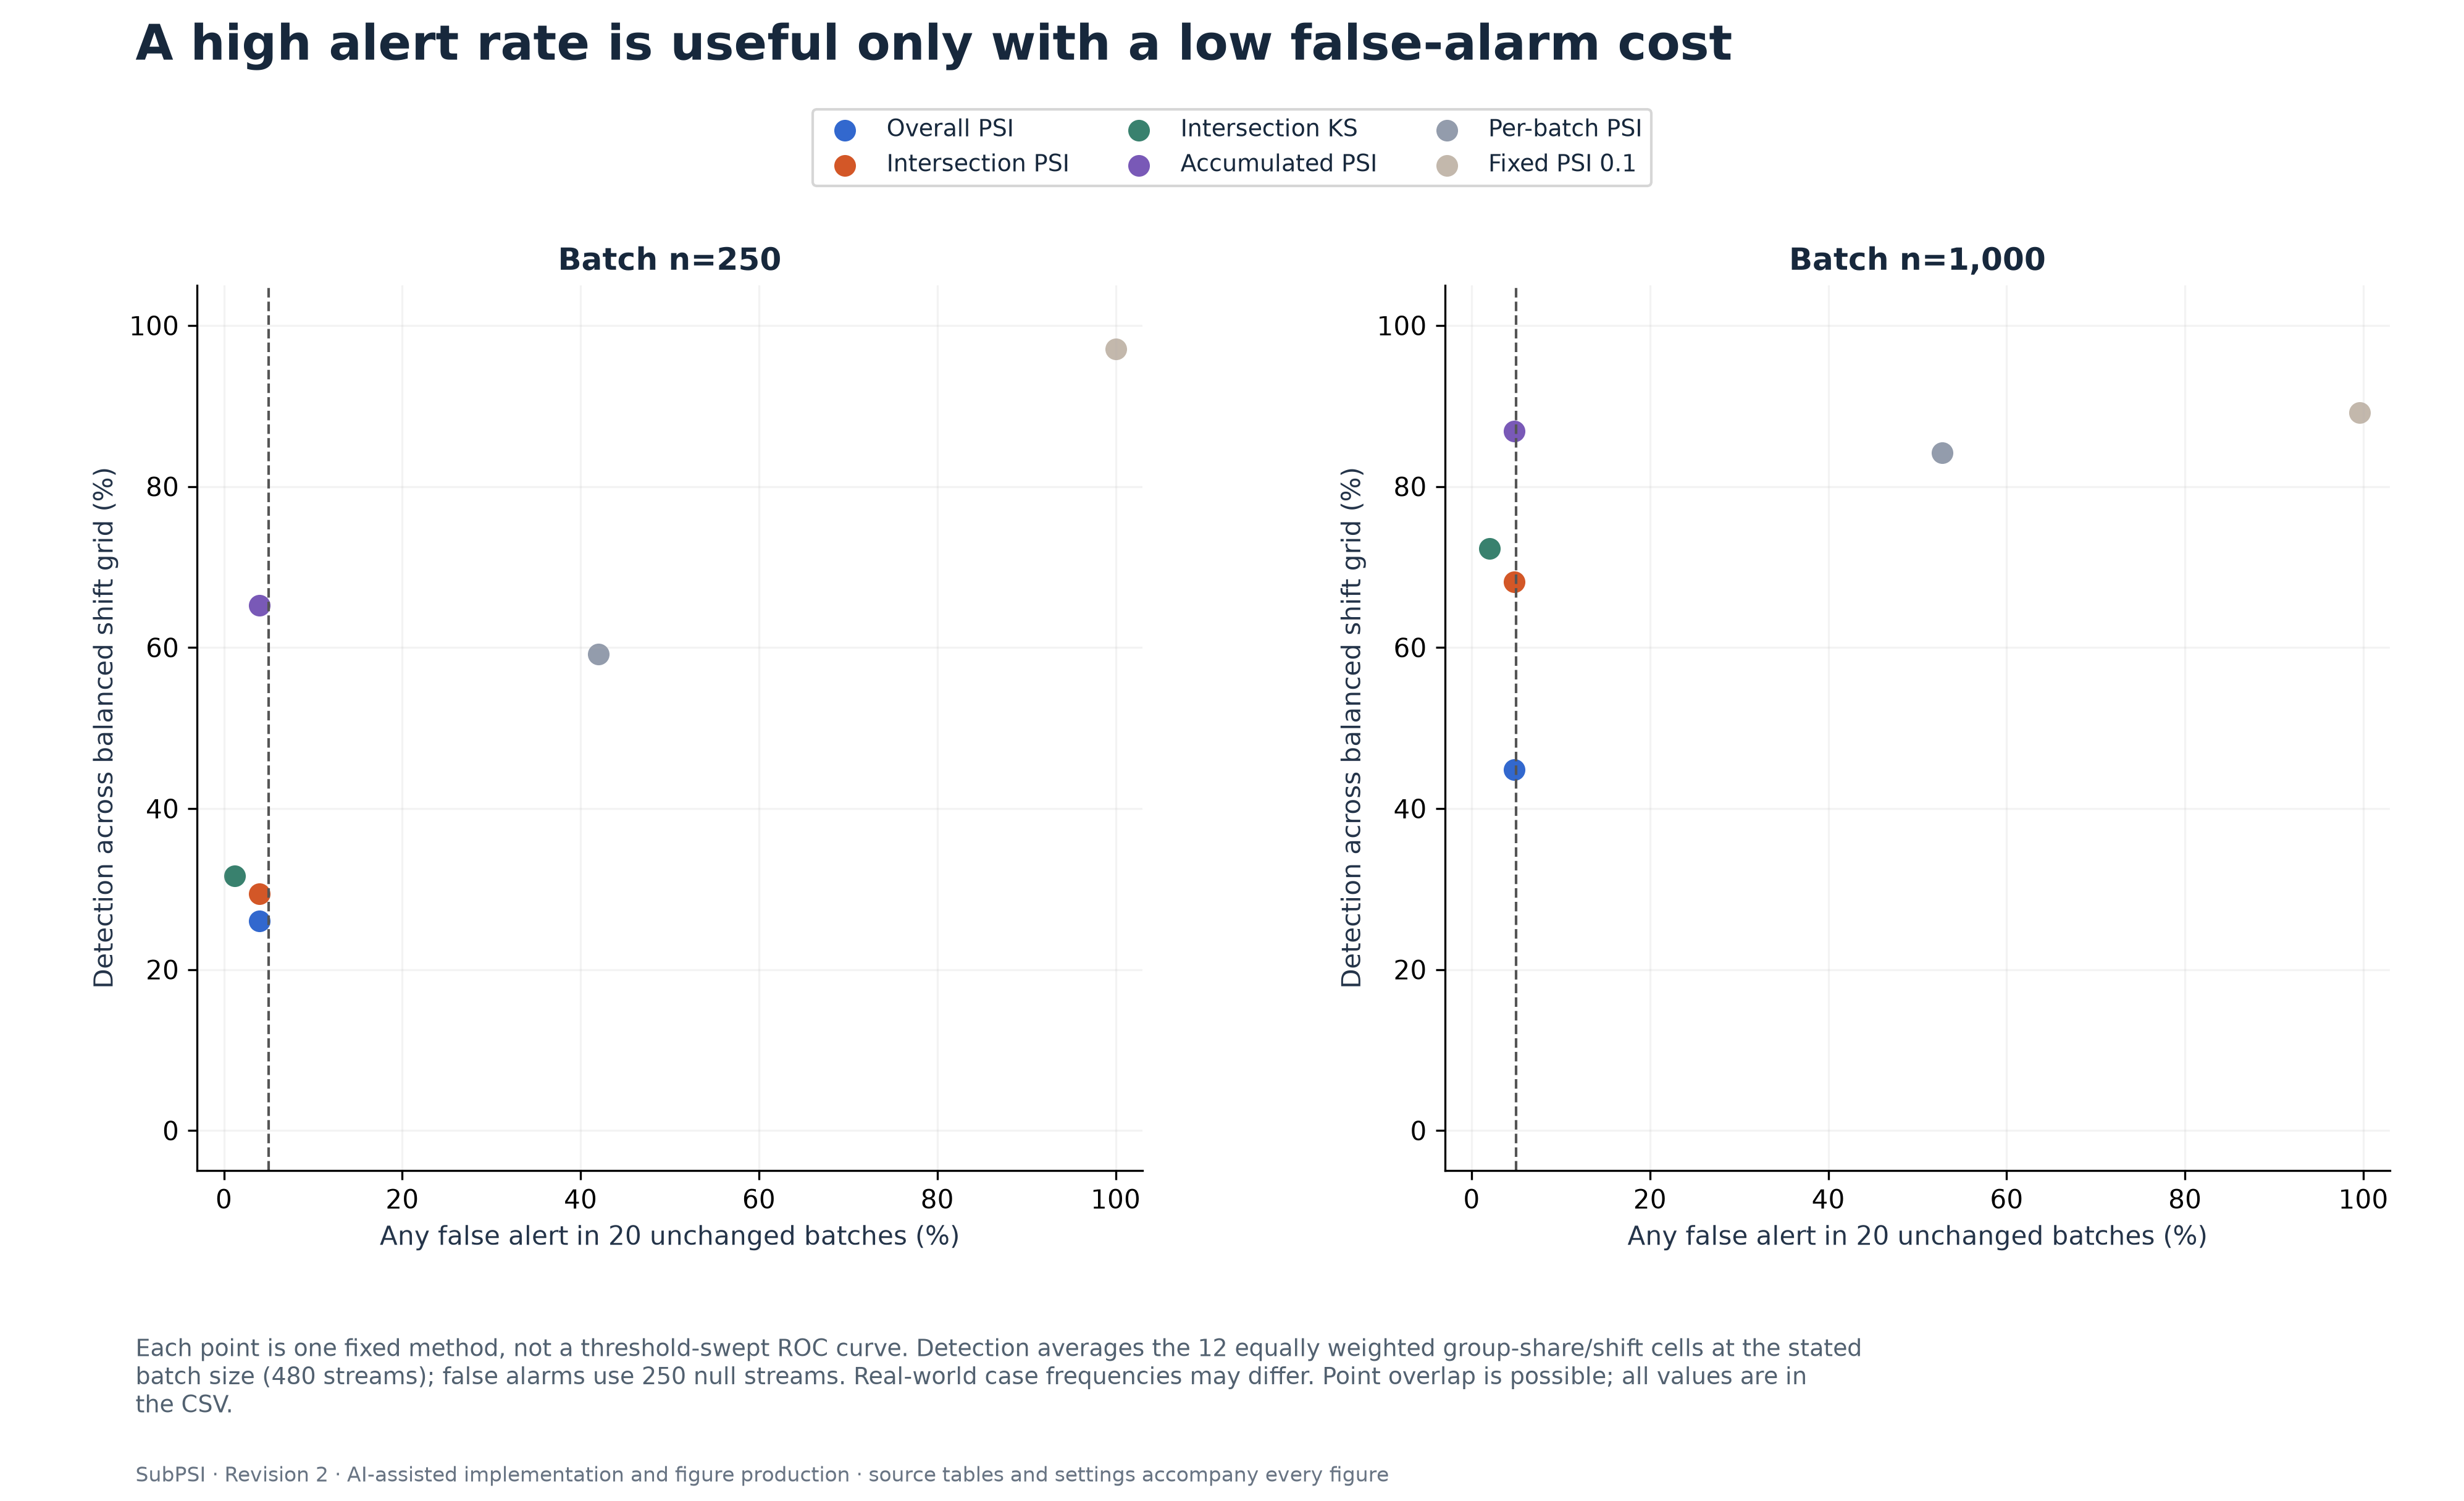 A high alert rate is useful only with a low false-alarm cost
Overall PSI
Intersection PSI
Intersection KS
Accumulated PSI
Per-batch PSI
Fixed PSI 0.1
Batch n=250
Detection across balanced shift grid (%)
100
80
60
40
20
0
0 20 40 60 80 100
Any false alert in 20 unchanged batches (%)
Batch n=1,000
Detection across balanced shift grid (%)
100
80
60
40
20
0
0 20 40 60 80 100
Any false alert in 20 unchanged batches (%)
Each point is one fixed method, not a threshold-swept ROC curve. Detection averages the 12 equally weighted group-share/shift cells at the stated
batch size (480 streams); false alarms use 250 null streams. Real-world case frequencies may differ. Point overlap is possible; all values are in
the CSV.
SubPSI · Revision 2 · AI-assisted implementation and figure production · source tables and settings accompany every figure